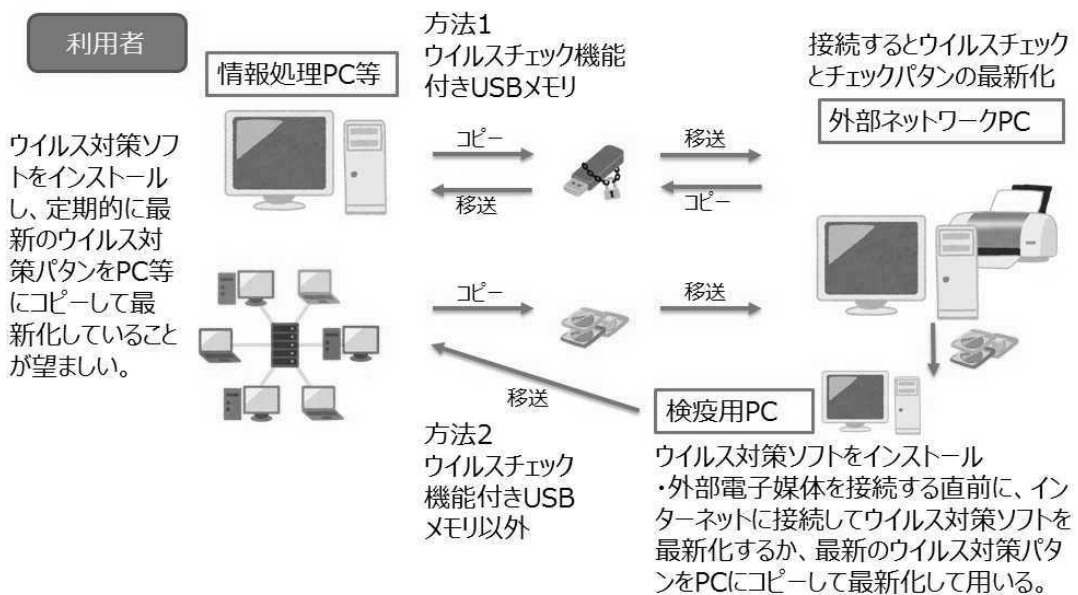 利用者
情報処理PC等
ウイルス対策ソフ
トをインストール
し、定期的に最
新のウイルス対
策パタンをPC等
にコピーして最
新化していること
が望ましい。
方法1
ウイルスチェック機能
付きUSBメモリ
コピー
移送
移送
コピー
接続するとウイルスチェック
とチェックパタンの最新化
外部ネットワークPC
コピー
移送
移送
方法2
ウイルスチェック
機能付きUSB
メモリ以外
検疫用PC
ウイルス対策ソフトをインストール
・外部電子媒体を接続する直前に、イン
ターネットに接続してウイルス対策ソフトを
最新化するか、最新のウイルス対策パタ
ンをPCにコピーして最新化して用いる。